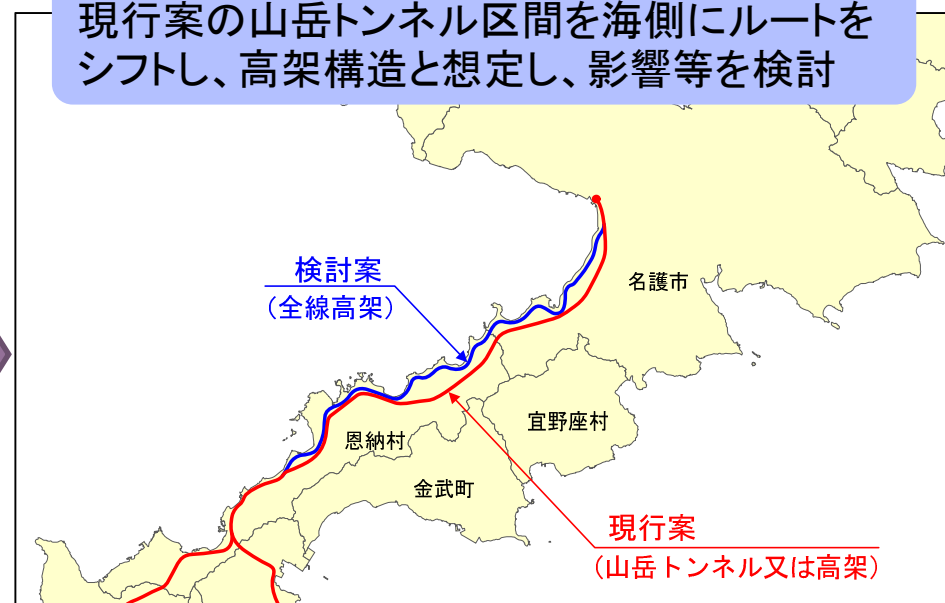 現行案の山岳トンネル区間を海側にルートを
シフトし、高架構造と想定し、影響等を検討
検討案
（全線高架）
名護市
宜野座村
恩納村
金武町
現行案
（山岳トンネル又は高架）